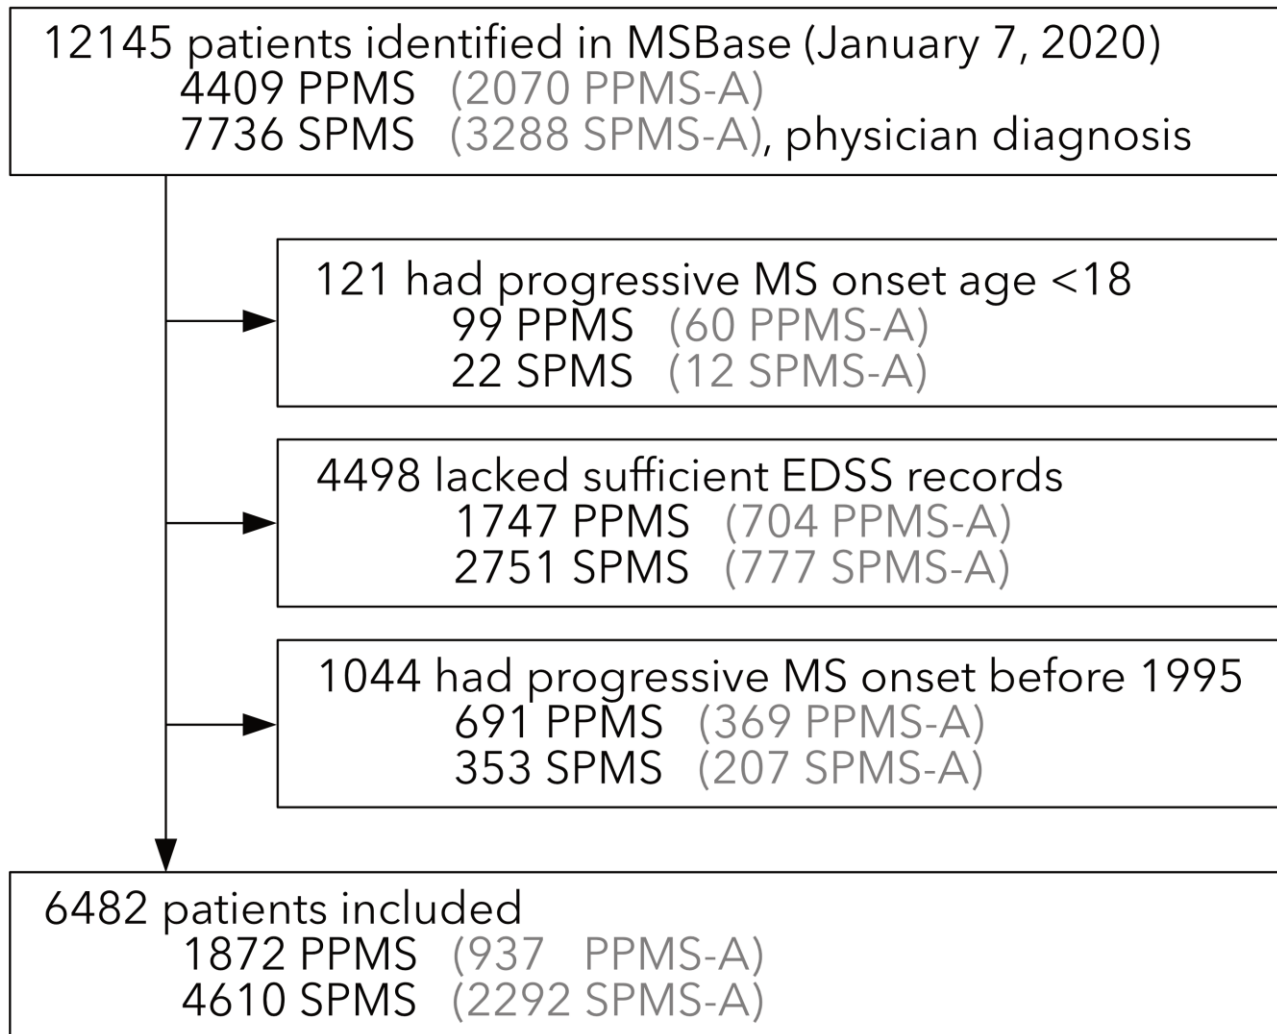 12145 patients identified in MSBase (January 7, 2020)
4409 PPMS (2070 PPMS-A)
7736 SPMS (3288 SPMS-A), physician diagnosis
121 had progressive MS onset age <18
99 PPMS (60 PPMS-A)
22 SPMS (12 SPMS-A)
4498 lacked sufficient EDSS records
1747 PPMS (704 PPMS-A)
2751 SPMS (777 SPMS-A)
1044 had progressive MS onset before 1995
691 PPMS (369 PPMS-A)
353 SPMS (207 SPMS-A)
6482 patients included
1872 PPMS (937 PPMS-A)
4610 SPMS (2292 SPMS-A)